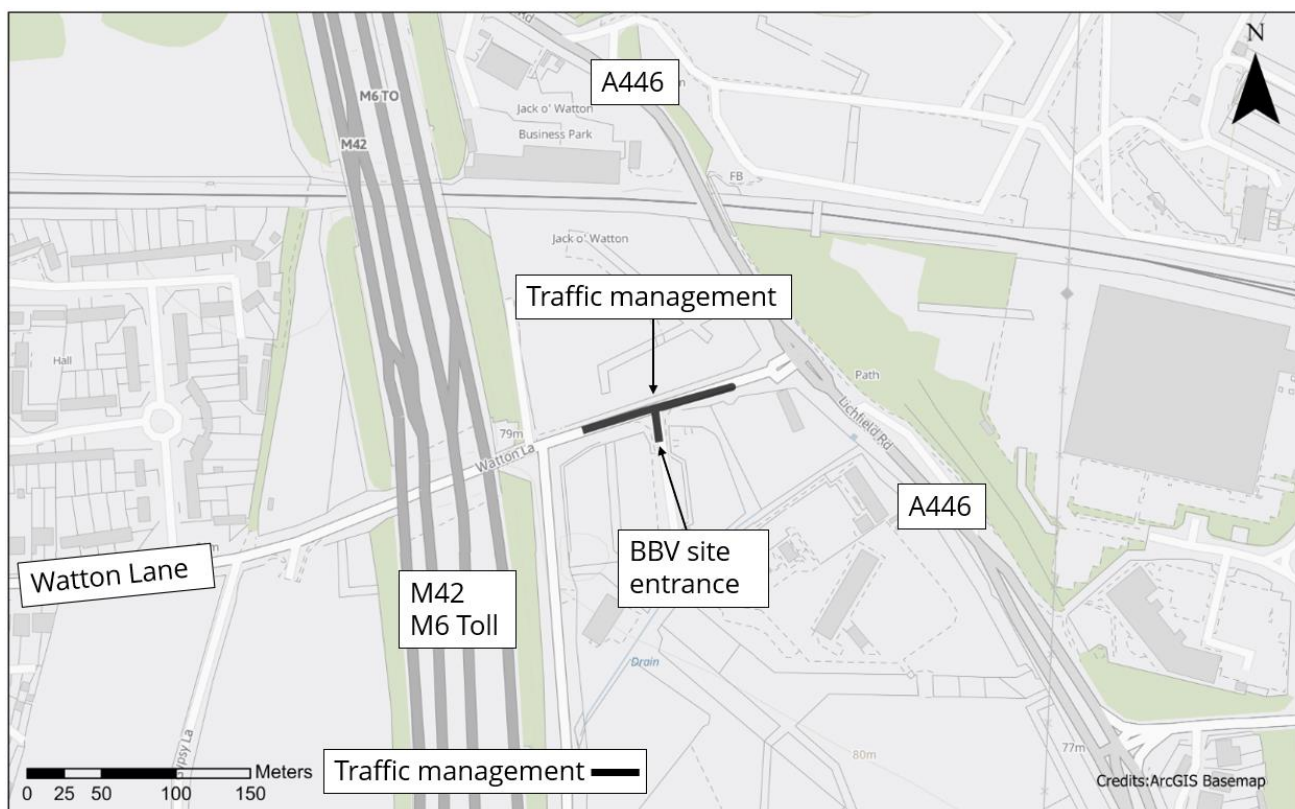 Rd
A446
N
M6 TO
Jack o' Watton
Business Park
M42
FB
Jack o' Watton
Traffic management
Hall
Path
79m
Lichfield Rd
Watton La
A446
BBV site
entrance
Watton Lane
M42
M6 Toll
Drain
77m
80m
Traffic management
Meters
0 25 50 100 150
Credits:ArcGIS Basemap